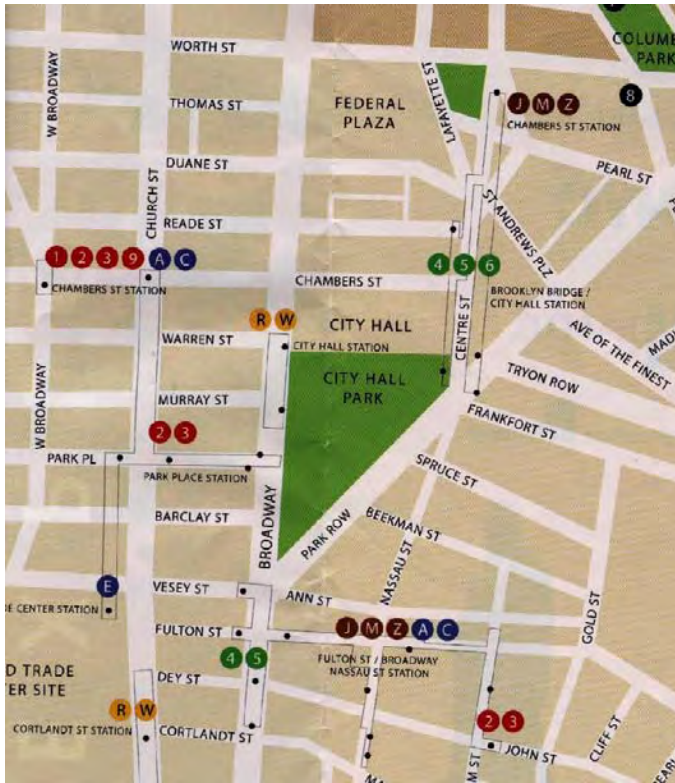 WORTH ST
COLUM
PARK
W BROADWAY
THOMAS ST
FEDERAL
PLAZA
LAFAYETTE ST
J M Z
8
CHAMBERS ST STATION
DUANE ST
PEARL ST
CHURCH ST
READE ST
ST ANDREWS PLZ
1 2 3 9 A C
CHAMBERS ST STATION
CHAMBERS ST
4 5 6
CENTRE ST
BROOKLYN BRIDGE /
CITY HALL STATION
R W
WARREN ST
CITY HALL
CITY HALL STATION
AVE OF THE FINEST
MADI
W BROADWAY
MURRAY ST
CITY HALL
PARK
TRYON ROW
FRANKFORT ST
2 3
PARK PL
PARK PLACE STATION
SPRUCE ST
BARCLAY ST
BROADWAY
PARK ROW
BEEKMAN ST
NASSAU ST
E
VESEY ST
ANN ST
GOLD ST
DE CENTER STATION
FULTON ST
J M Z A C
FULTON ST / BROADWAY
NASSAU ST STATION
4 5
D TRADE
ER SITE
DEY ST
R W
2 3
CORTLANDT ST STATION
CORTLANDT ST
M ST
JOHN ST
CLIFF ST
MA
EARL